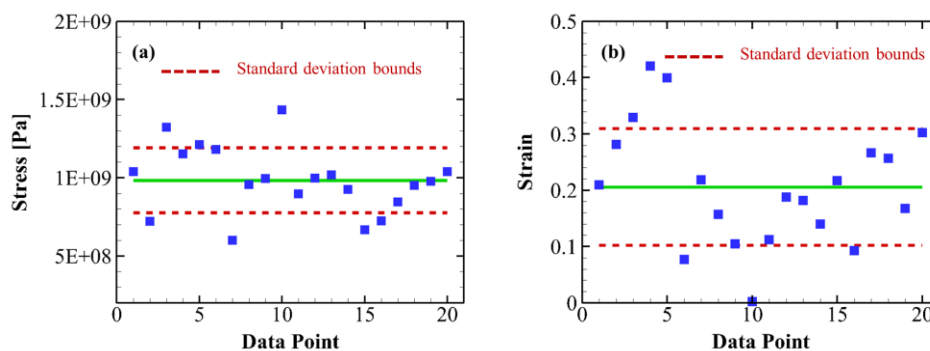 2E+09
(a)
Standard deviation bounds
1.5E+09
1E+09
5E+08
Stress [Pa]
0 5 10 15 20
Data Point
0.5
(b)
Standard deviation bounds
0.4
0.3
0.2
0.1
0
Strain
0 5 10 15 20
Data Point